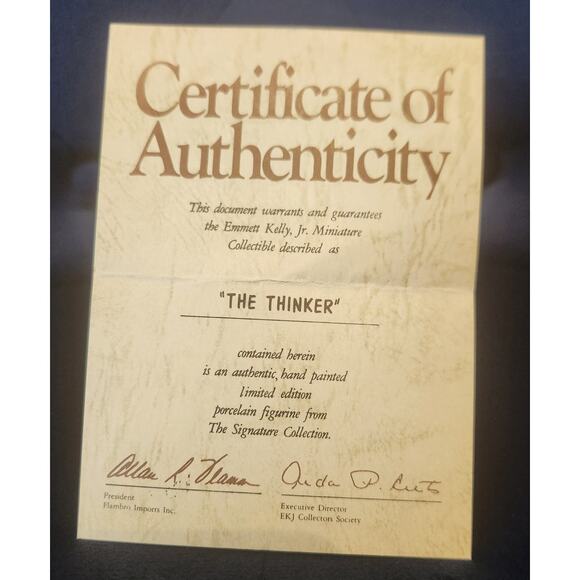 Certificate of
Authenticity
This document warrants and guarantees
the Emmett Kelly, Jr. Miniature
Collectible described as
"THE THINKER"
contained herein
is an authentic, hand painted
limited edition
porcelain figurine from
The Signature Collection.
Allan R.
President
Flambro Imports Inc.
Executive Director
EKJ Collectors Society